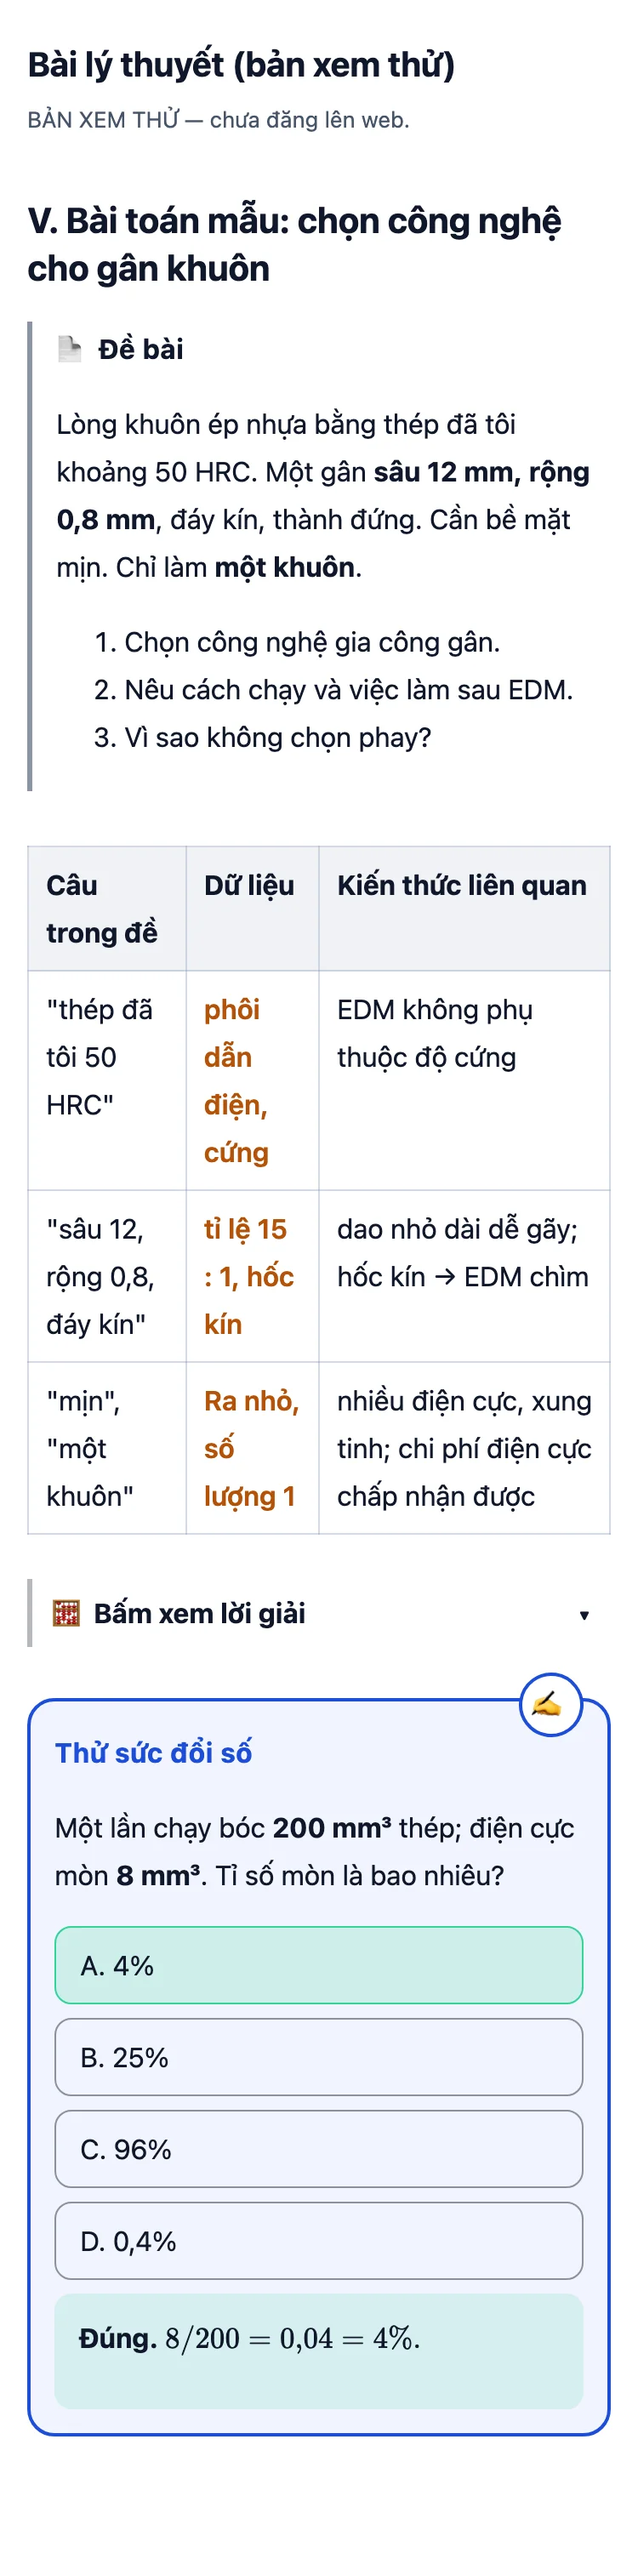 Bài lý thuyết (bản xem thử)
BẢN XEM THỬ — chưa đăng lên web.
V. Bài toán mẫu: chọn công nghệ
cho gân khuôn
Đề bài
Lòng khuôn ép nhựa bằng thép đã tôi
khoảng 50 HRC. Một gân sâu 12 mm, rộng
0,8 mm, đáy kín, thành đứng. Cần bề mặt
mịn. Chỉ làm một khuôn.
1. Chọn công nghệ gia công gân.
2. Nêu cách chạy và việc làm sau EDM.
3. Vì sao không chọn phay?
Câu
trong đề
Dữ liệu
Kiến thức liên quan
"thép đã
tôi 50
HRC"
phôi
dẫn
điện,
cứng
EDM không phụ
thuộc độ cứng
"sâu 12,
rộng 0,8,
đáy kín"
tỉ lệ 15
: 1, hốc
kín
dao nhỏ dài dễ gãy;
hốc kín → EDM chìm
"mịn",
"một
khuôn"
Ra nhỏ,
số
lượng 1
nhiều điện cực, xung
tinh; chi phí điện cực
chấp nhận được
Bấm xem lời giải
Thử sức đổi số
Một lần chạy bóc 200 mm³ thép; điện cực
mòn 8 mm³. Tỉ số mòn là bao nhiêu?
A. 4%
B. 25%
C. 96%
D. 0,4%
Đúng. 8/200 = 0,04 = 4%.